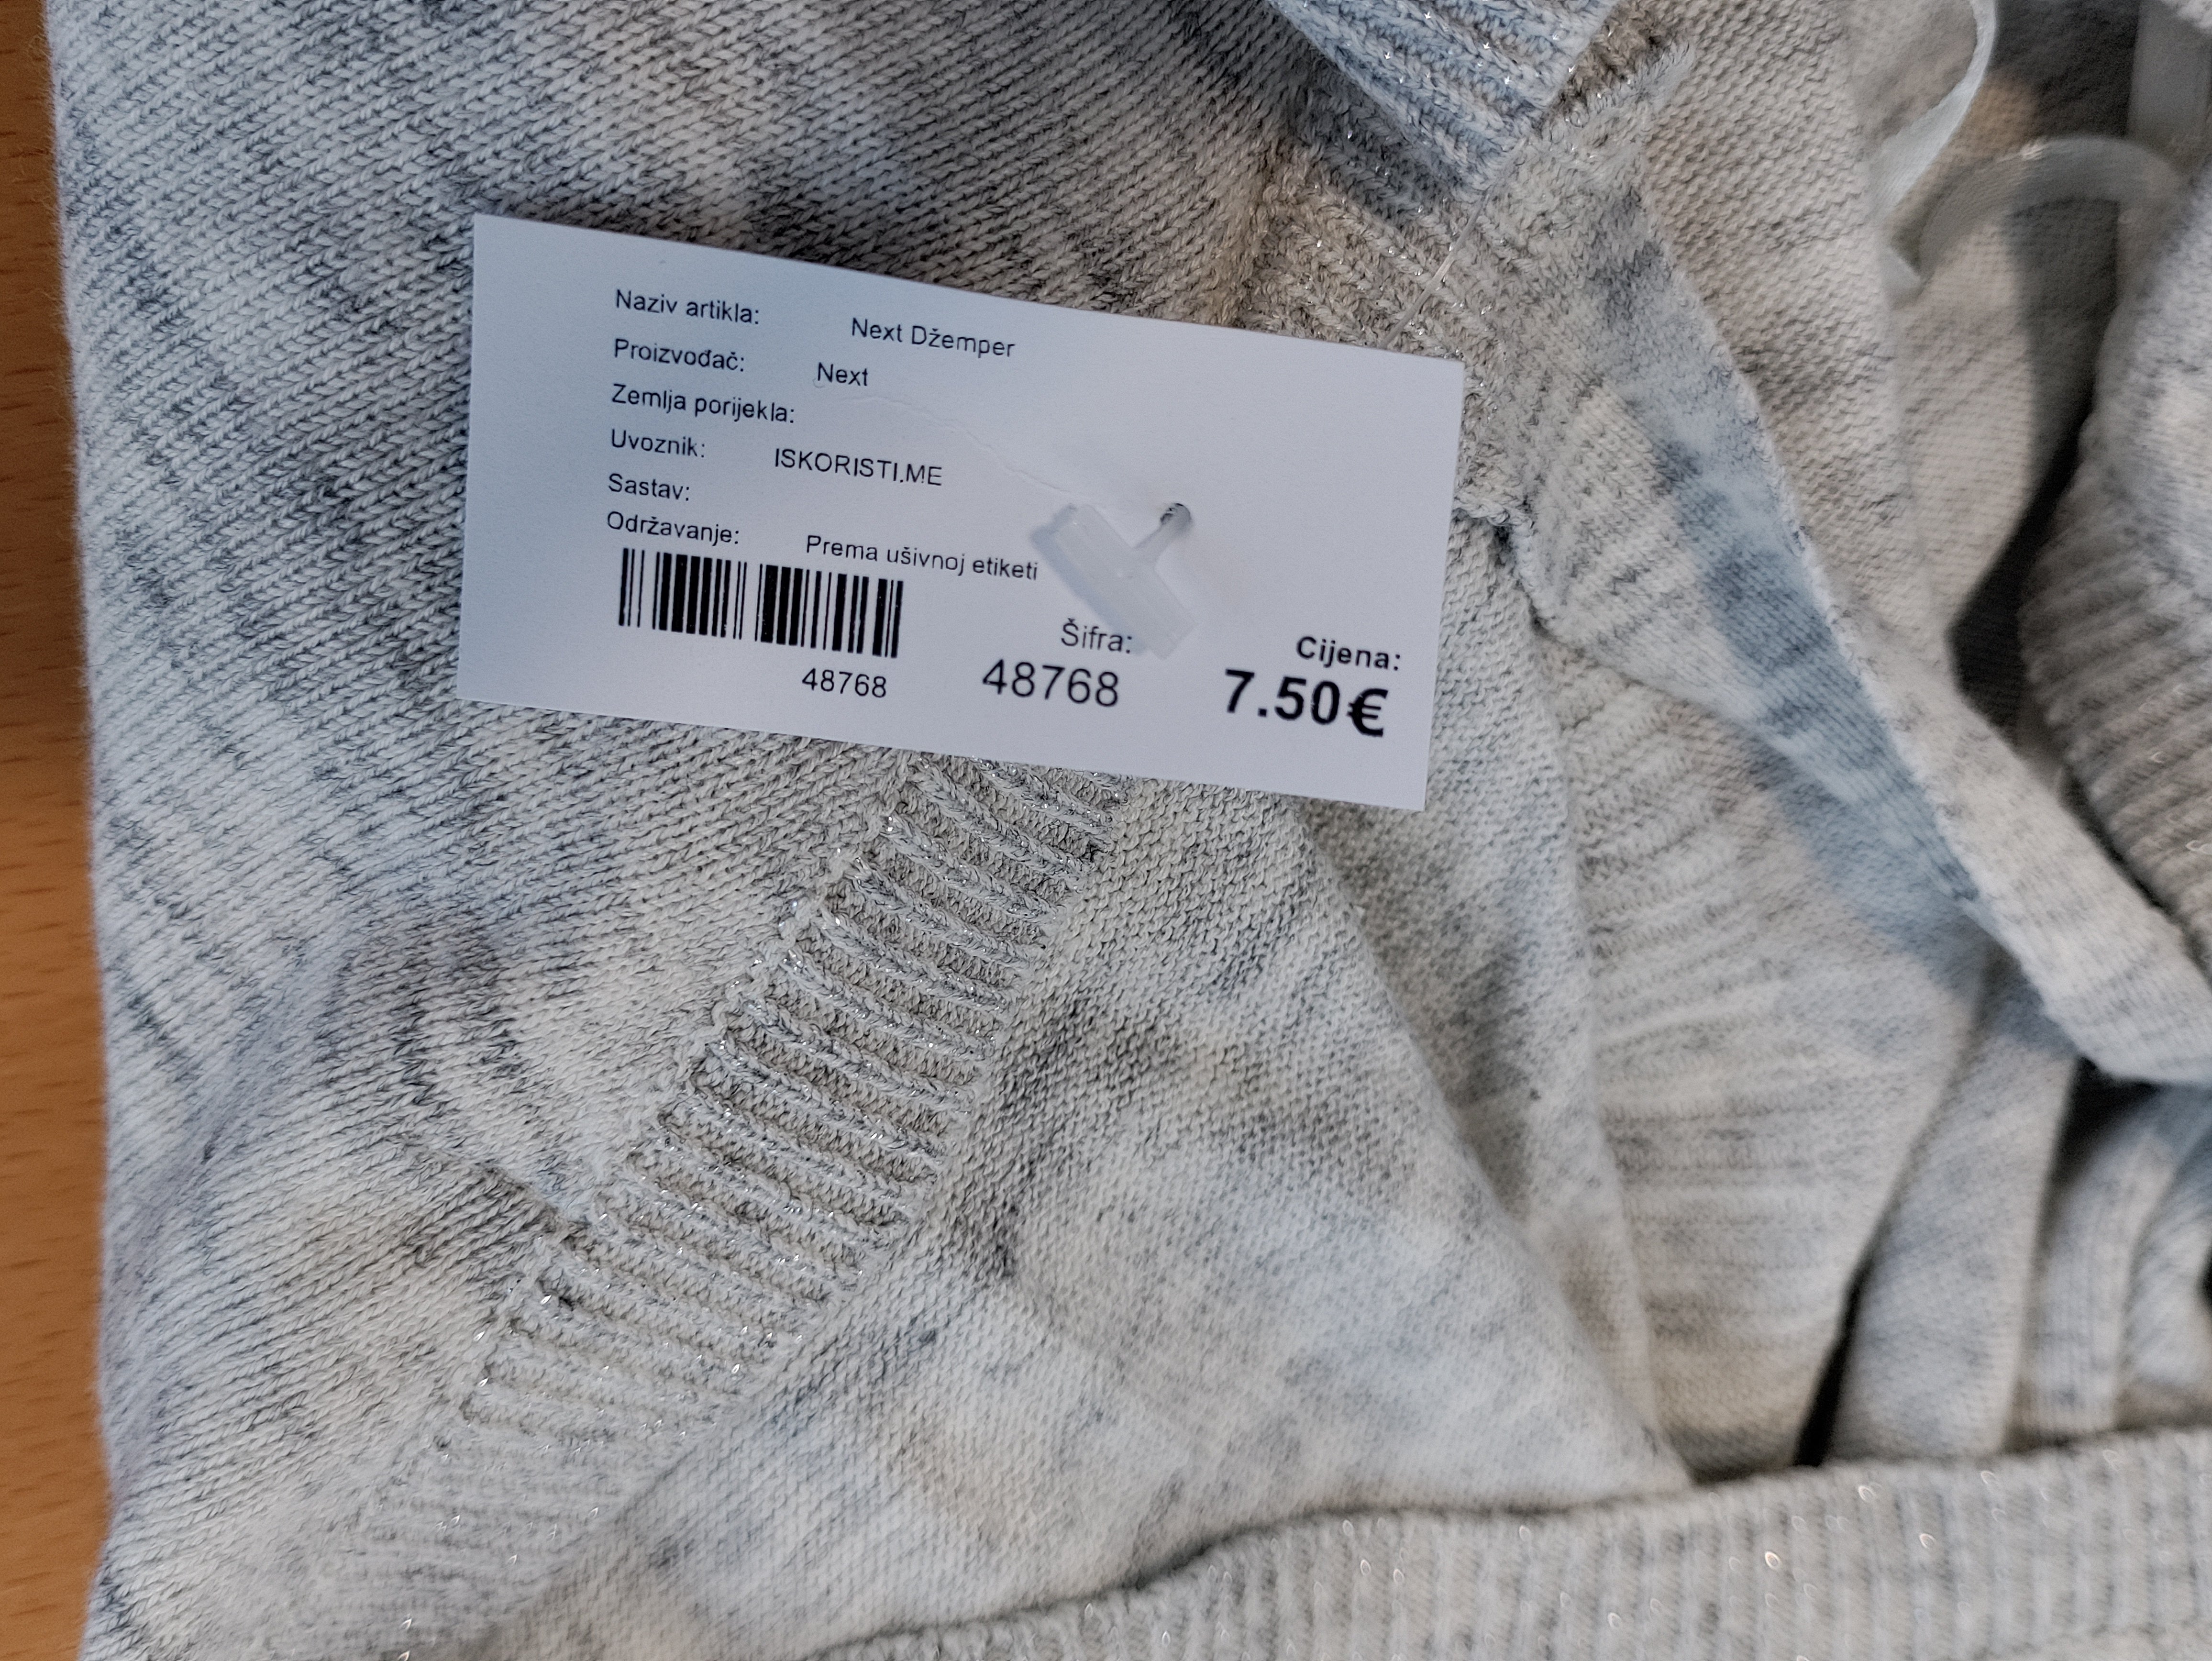 Naziv artikla: Next Džemper
Proizvođač: Next
Zemlja porijekla:
Uvoznik: ISKORISTI.ME
Sastav:
Održavanje: Prema ušivnoj etiketi
48768
Šifra:
48768
Cijena:
7.50€